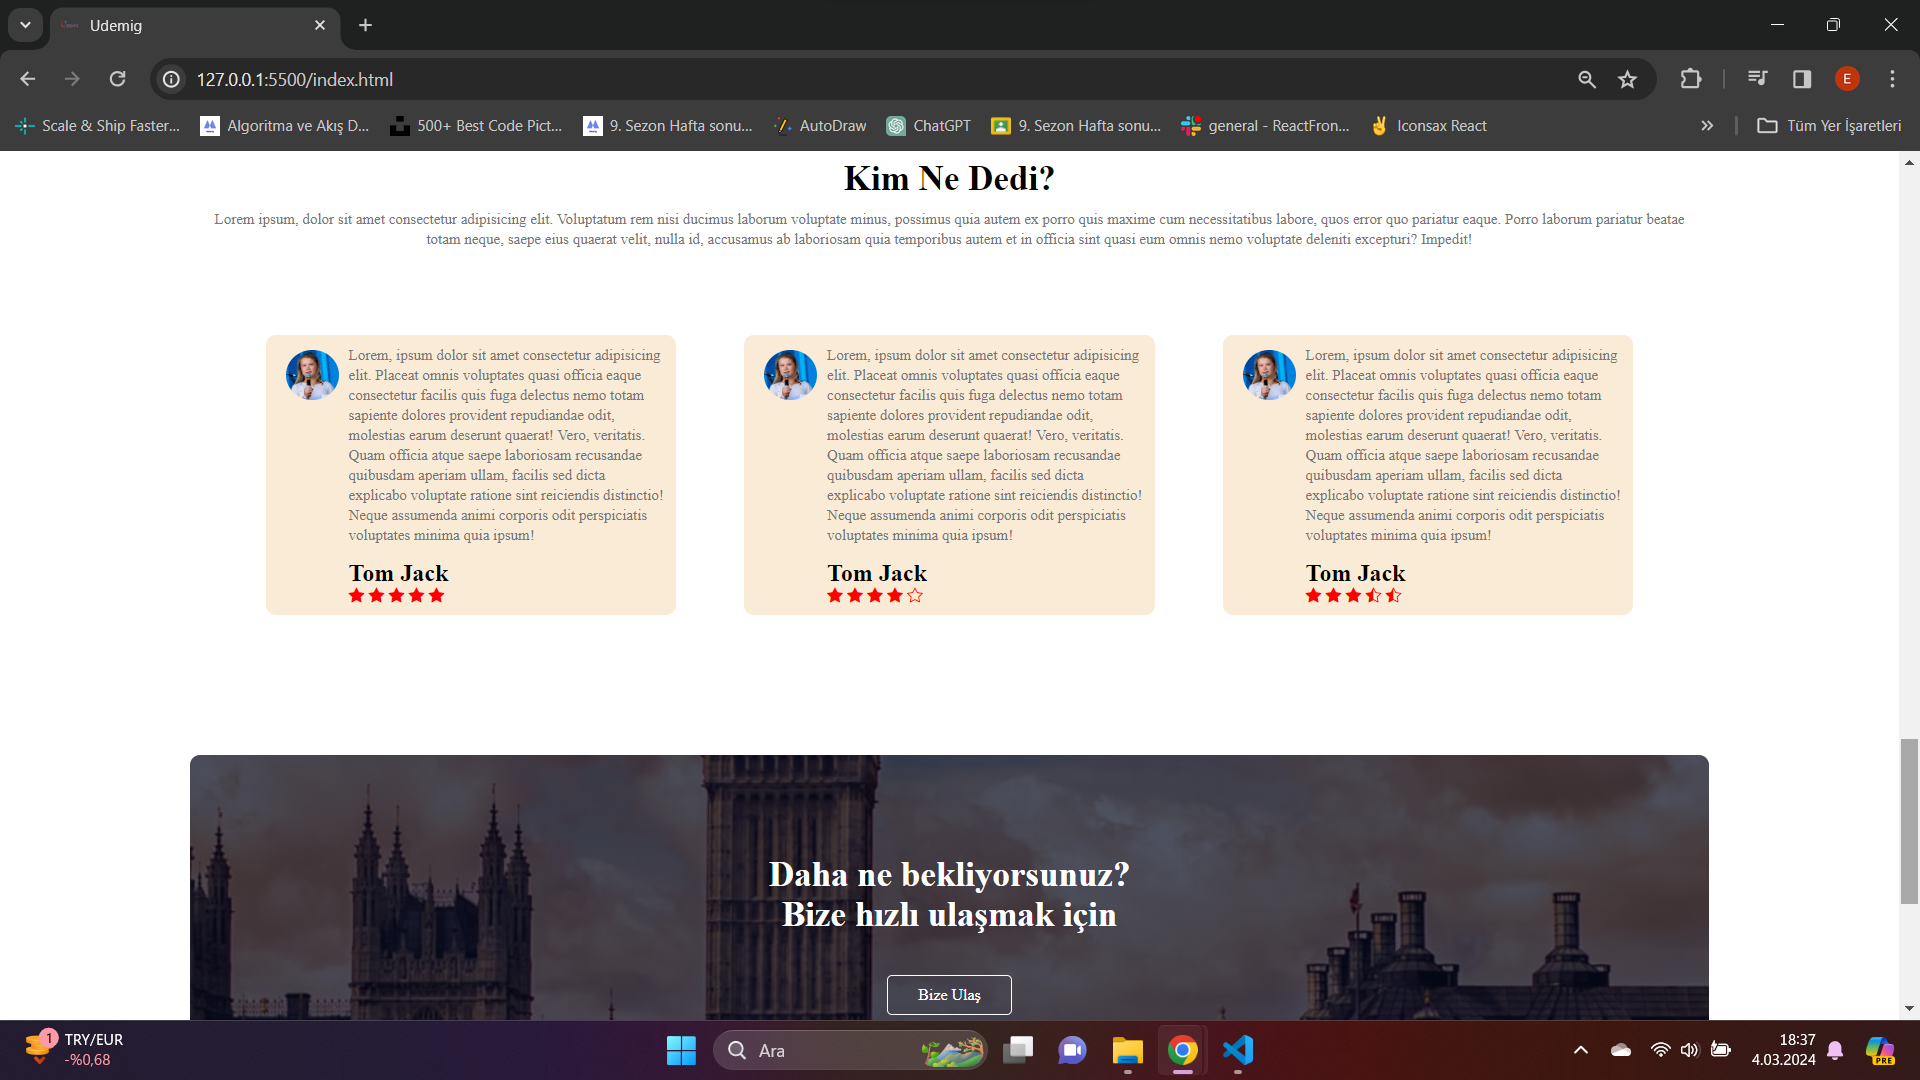 Udemig
127.0.0.1:5500/index.html
E
Scale & Ship Faster...
Algoritma ve Akış D...
500+ Best Code Pict...
9. Sezon Hafta sonu...
AutoDraw
ChatGPT
9. Sezon Hafta sonu...
general - ReactFron...
Iconsax React
Tüm Yer İşaretleri
Kim Ne Dedi?
Lorem ipsum, dolor sit amet consectetur adipisicing elit. Voluptatum rem nisi ducimus laborum voluptate minus, possimus quia autem ex porro quis maxime cum necessitatibus labore, quos error quo pariatur eaque. Porro laborum pariatur beatae
totam neque, saepe eius quaerat velit, nulla id, accusamus ab laboriosam quia temporibus autem et in officia sint quasi eum omnis nemo voluptate deleniti excepturi? Impedit!
Lorem, ipsum dolor sit amet consectetur adipisicing
elit. Placeat omnis voluptates quasi officia eaque
consectetur facilis quis fuga delectus nemo totam
sapiente dolores provident repudiandae odit,
molestias earum deserunt quaerat! Vero, veritatis.
Quam officia atque saepe laboriosam recusandae
quibusdam aperiam ullam, facilis sed dicta
explicabo voluptate ratione sint reiciendis distinctio!
Neque assumenda animi corporis odit perspiciatis
voluptates minima quia ipsum!
Tom Jack
Lorem, ipsum dolor sit amet consectetur adipisicing
elit. Placeat omnis voluptates quasi officia eaque
consectetur facilis quis fuga delectus nemo totam
sapiente dolores provident repudiandae odit,
molestias earum deserunt quaerat! Vero, veritatis.
Quam officia atque saepe laboriosam recusandae
quibusdam aperiam ullam, facilis sed dicta
explicabo voluptate ratione sint reiciendis distinctio!
Neque assumenda animi corporis odit perspiciatis
voluptates minima quia ipsum!
Tom Jack
Lorem, ipsum dolor sit amet consectetur adipisicing
elit. Placeat omnis voluptates quasi officia eaque
consectetur facilis quis fuga delectus nemo totam
sapiente dolores provident repudiandae odit,
molestias earum deserunt quaerat! Vero, veritatis.
Quam officia atque saepe laboriosam recusandae
quibusdam aperiam ullam, facilis sed dicta
explicabo voluptate ratione sint reiciendis distinctio!
Neque assumenda animi corporis odit perspiciatis
voluptates minima quia ipsum!
Tom Jack
Daha ne bekliyorsunuz?
Bize hızlı ulaşmak için
Bize Ulaş
1
TRY/EUR
-%0,68
Ara
18:37
4.03.2024
PRE